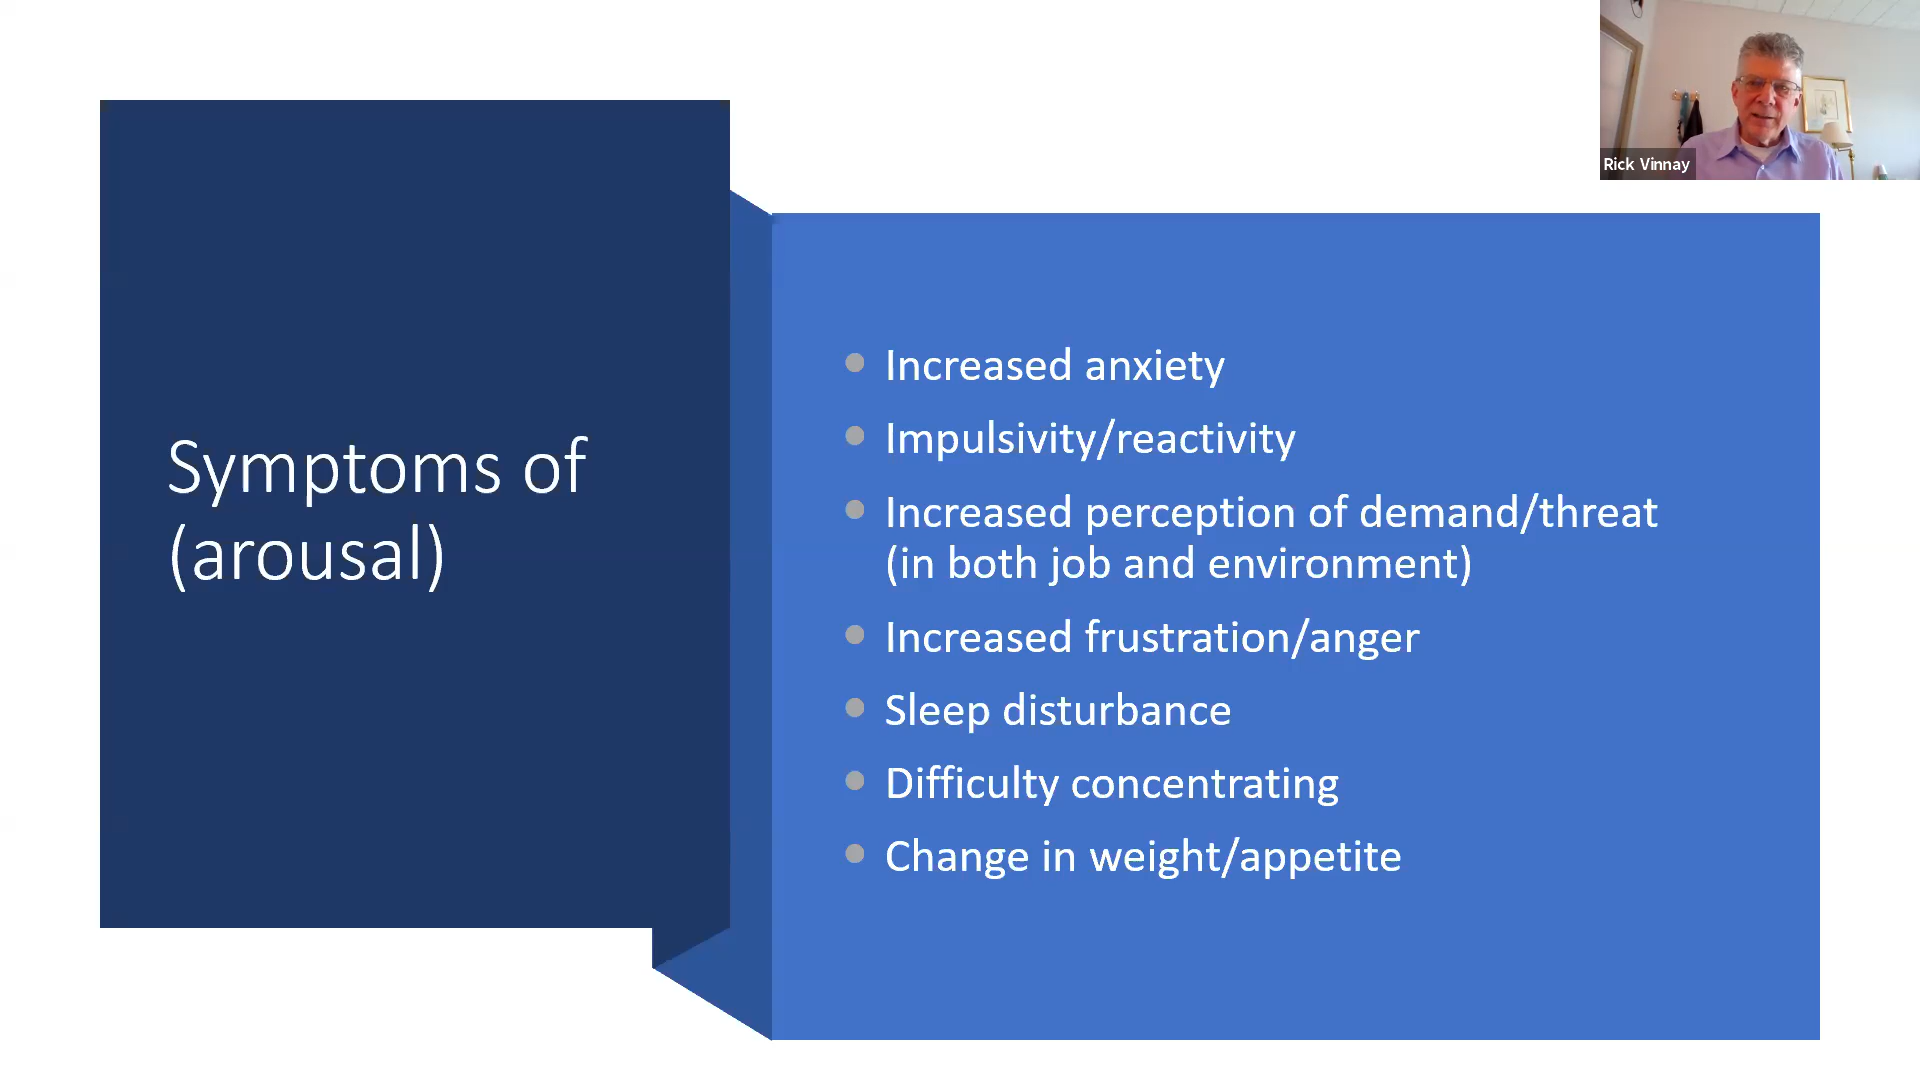 Rick Vinnay
Symptoms of
(arousal)
Increased anxiety
Impulsivity/reactivity
Increased perception of demand/threat
(in both job and environment)
Increased frustration/anger
Sleep disturbance
Difficulty concentrating
Change in weight/appetite